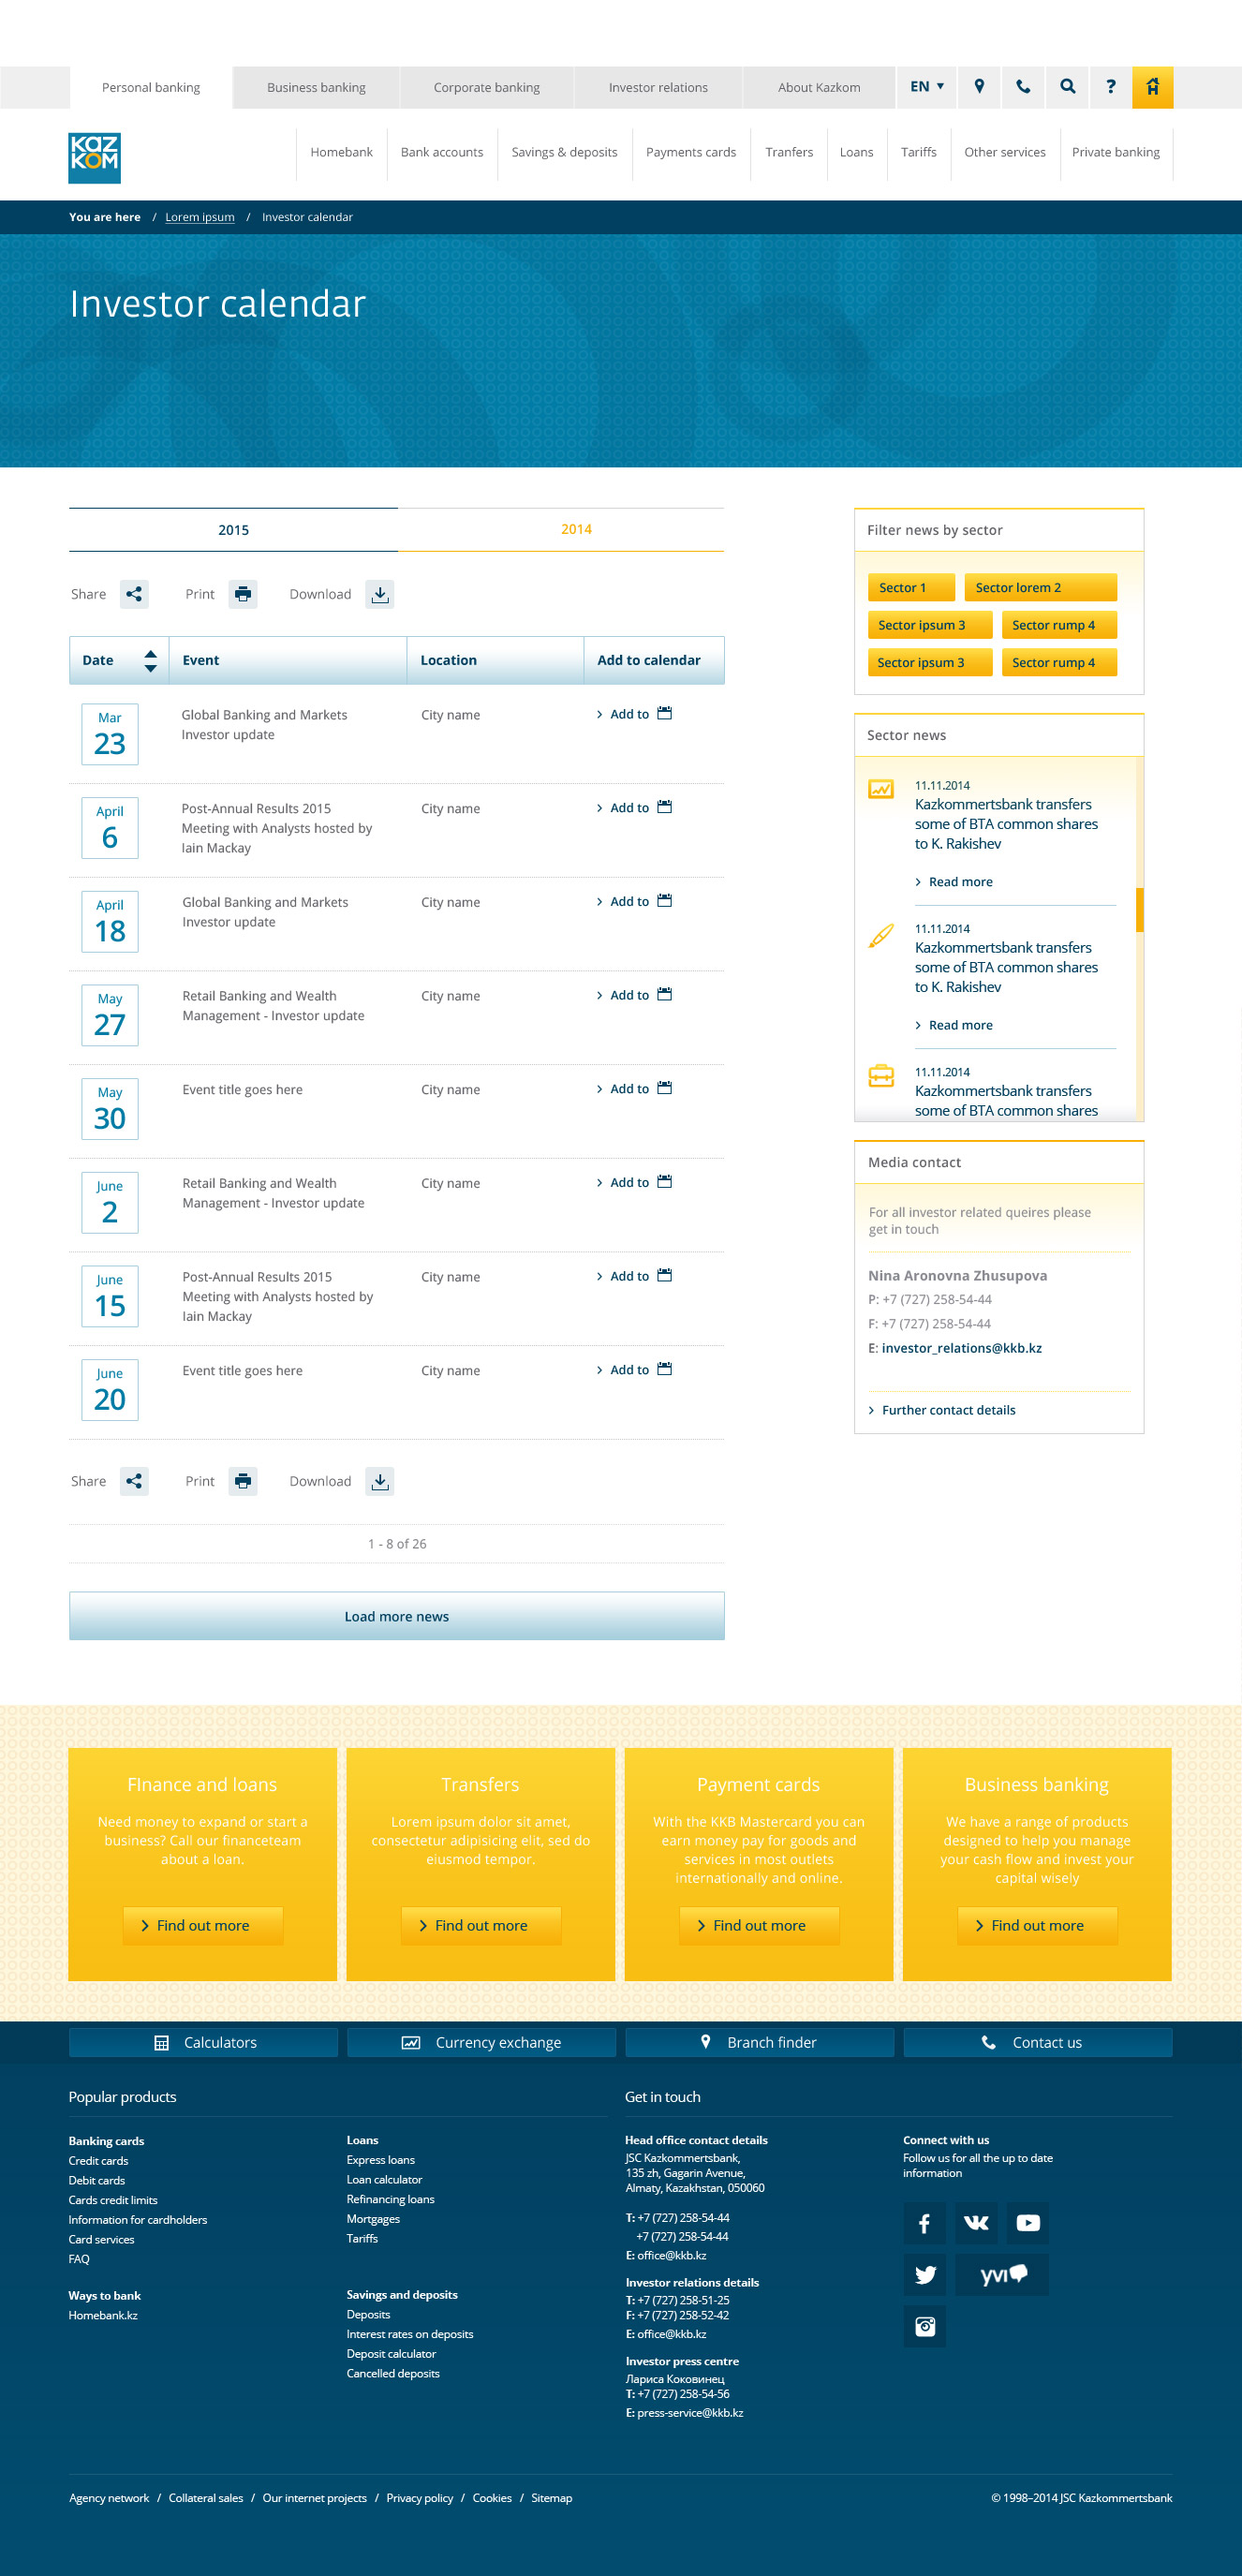 Personal banking
Business banking
Corporate banking
Investor relations
About Kazkom
EN
?
H
KAZ
KOM
Homebank
Bank accounts
Savings & deposits
Payments cards
Tranfers
Loans
Tariffs
Other services
Private banking
You are here / Lorem ipsum / Investor calendar
Investor calendar
2015
2014
Share
Print
Download
Date
Event
Location
Add to calendar
Mar
23
Global Banking and Markets
Investor update
City name
Add to
April
6
Post-Annual Results 2015
Meeting with Analysts hosted by
Iain Mackay
City name
Add to
April
18
Global Banking and Markets
Investor update
City name
Add to
May
27
Retail Banking and Wealth
Management - Investor update
City name
Add to
May
30
Event title goes here
City name
Add to
June
2
Retail Banking and Wealth
Management - Investor update
City name
Add to
June
15
Post-Annual Results 2015
Meeting with Analysts hosted by
Iain Mackay
City name
Add to
June
20
Event title goes here
City name
Add to
Share
Print
Download
1 - 8 of 26
Load more news
Filter news by sector
Sector 1
Sector lorem 2
Sector ipsum 3
Sector rump 4
Sector ipsum 3
Sector rump 4
Sector news
11.11.2014
Kazkommertsbank transfers
some of BTA common shares
to K. Rakishev
Read more
11.11.2014
Kazkommertsbank transfers
some of BTA common shares
to K. Rakishev
Read more
11.11.2014
Kazkommertsbank transfers
some of BTA common shares
Media contact
For all investor related queires please
get in touch
Nina Aronovna Zhusupova
P: +7 (727) 258-54-44
F: +7 (727) 258-54-44
E: investor_relations@kkb.kz
Further contact details
FInance and loans
Need money to expand or start a
business? Call our financeteam
about a loan.
Find out more
Transfers
Lorem ipsum dolor sit amet,
consectetur adipisicing elit, sed do
eiusmod tempor.
Find out more
Payment cards
With the KKB Mastercard you can
earn money pay for goods and
services in most outlets
internationally and online.
Find out more
Business banking
We have a range of products
designed to help you manage
your cash flow and invest your
capital wisely
Find out more
Calculators
Currency exchange
Branch finder
Contact us
Popular products
Banking cards
Credit cards
Debit cards
Cards credit limits
Information for cardholders
Card services
FAQ
Ways to bank
Homebank.kz
Loans
Express loans
Loan calculator
Refinancing loans
Mortgages
Tariffs
Savings and deposits
Deposits
Interest rates on deposits
Deposit calculator
Cancelled deposits
Get in touch
Head office contact details
JSC Kazkommertsbank,
135 zh, Gagarin Avenue,
Almaty, Kazakhstan, 050060
T: +7 (727) 258-54-44
+7 (727) 258-54-44
E: office@kkb.kz
Investor relations details
T: +7 (727) 258-51-25
F: +7 (727) 258-52-42
E: office@kkb.kz
Investor press centre
Лариса Коковинец
T: +7 (727) 258-54-56
E: press-service@kkb.kz
Connect with us
Follow us for all the up to date
information
yvi
Agency network / Collateral sales / Our internet projects / Privacy policy / Cookies / Sitemap
© 1998–2014 JSC Kazkommertsbank